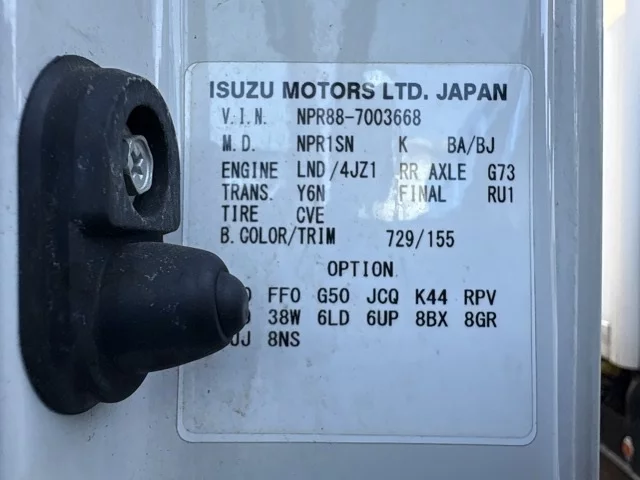 ISUZU MOTORS LTD. JAPAN
V.I.N. NPR88-7003668
M.D. NPR1SN K BA/BJ
ENGINE LND/4JZ1 RR AXLE G73
TRANS. Y6N FINAL RU1
TIRE CVE
B.COLOR/TRIM 729/155
OPTION
FFO G50 JCQ K44 RPV
38W 6LD 6UP 8BX 8GR
8NS